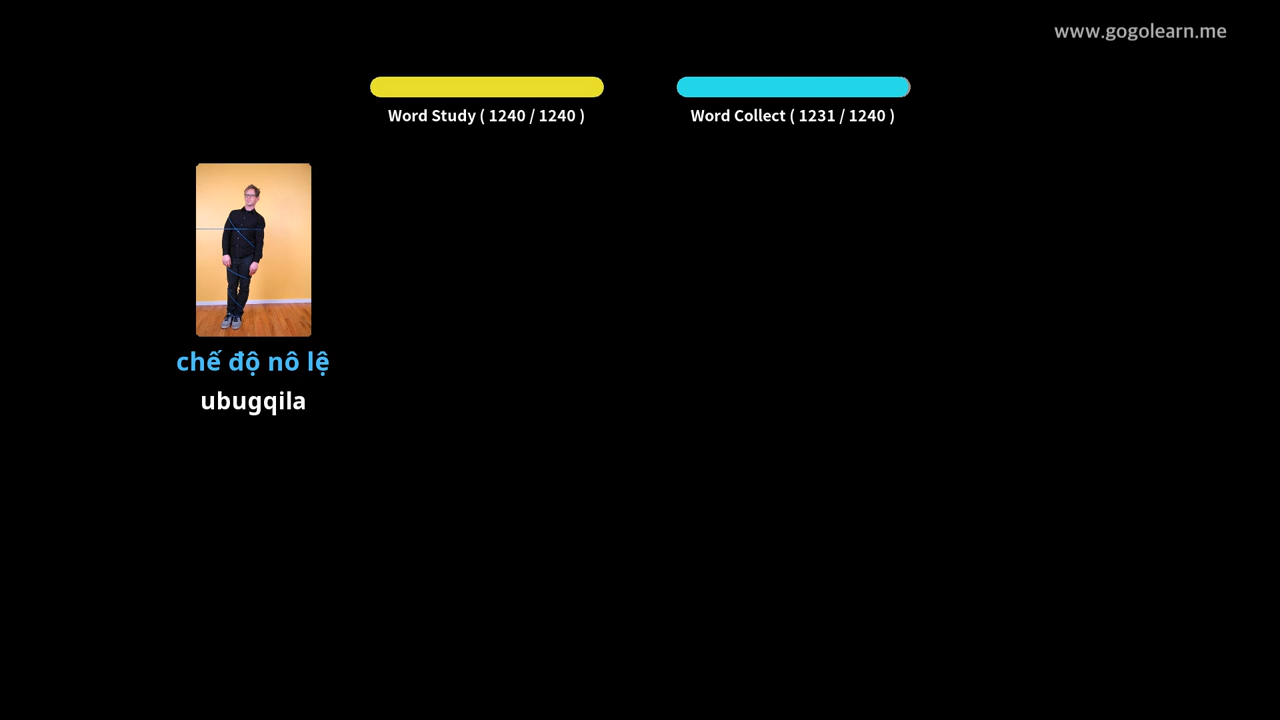 www.gogolearn.me
Word Study ( 1240 / 1240 )
Word Collect ( 1231 / 1240 )
chế độ nô lệ
ubugqila